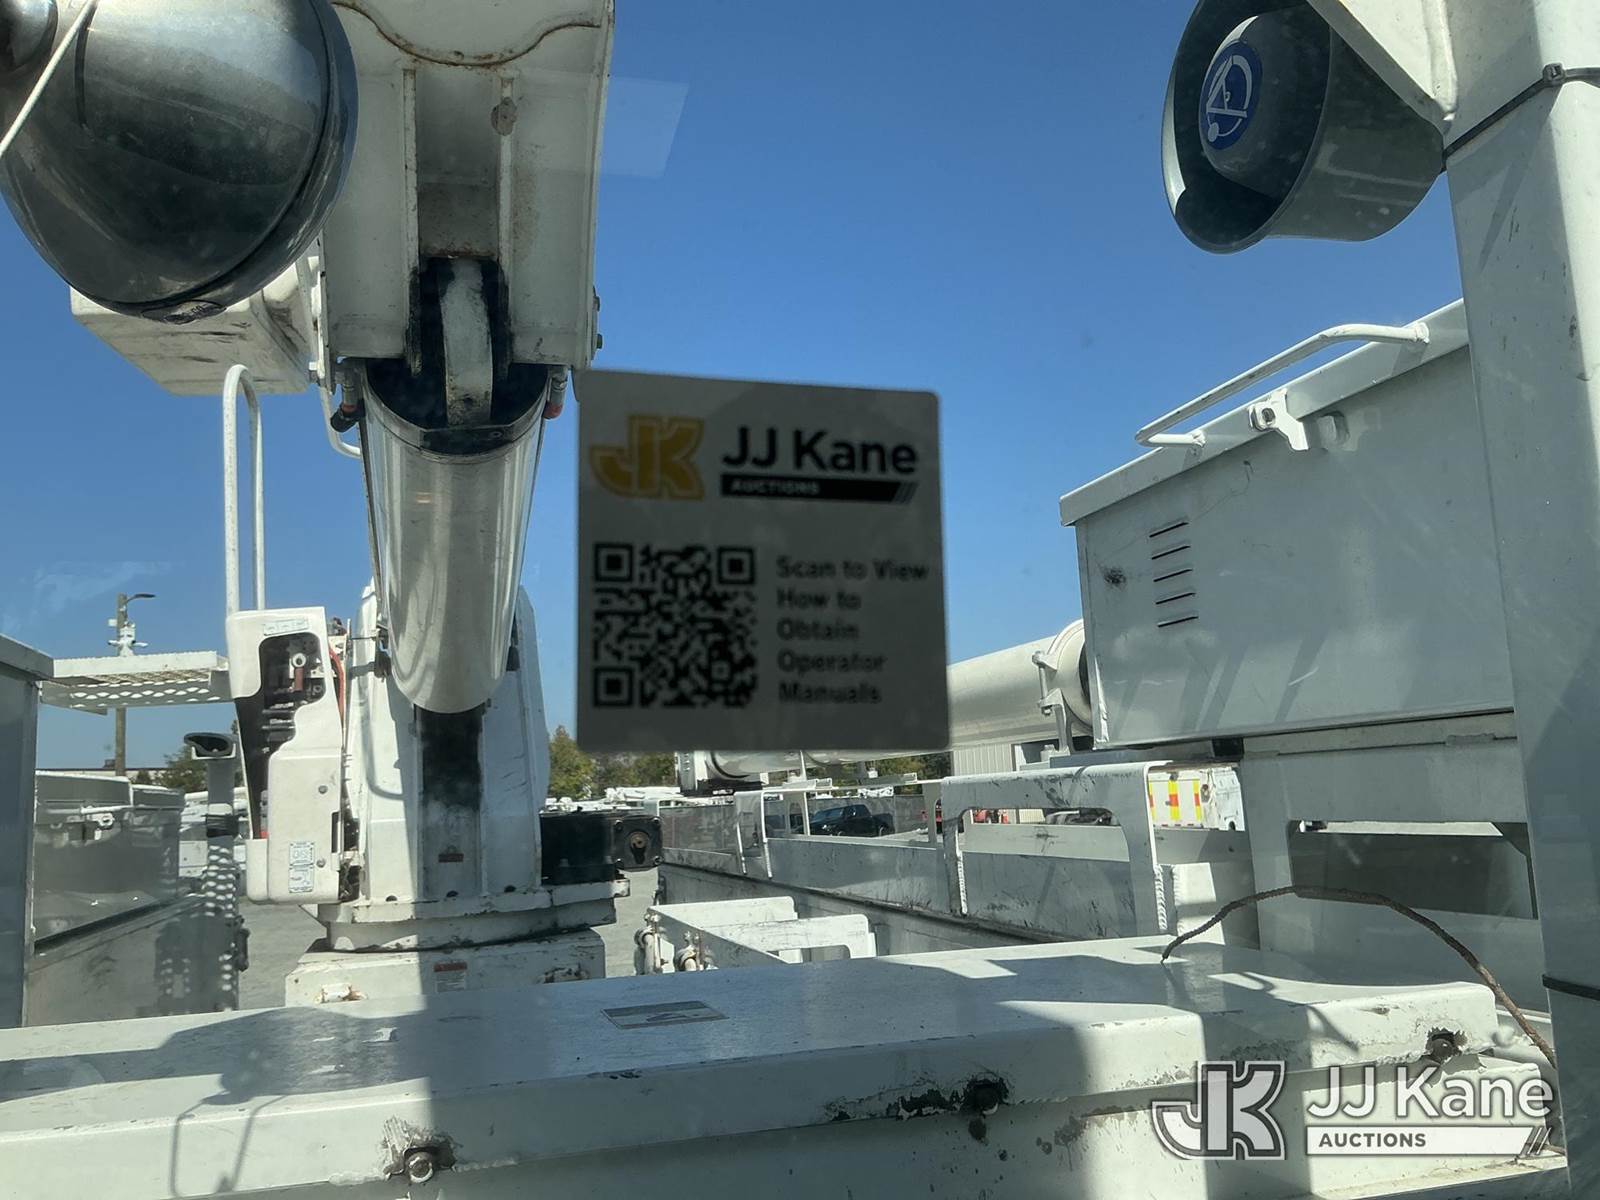 JK
JJ Kane
AUCTIONS
Scan to View
How to
Obtain
Operator
Manuals
JK
JJ Kane
AUCTIONS